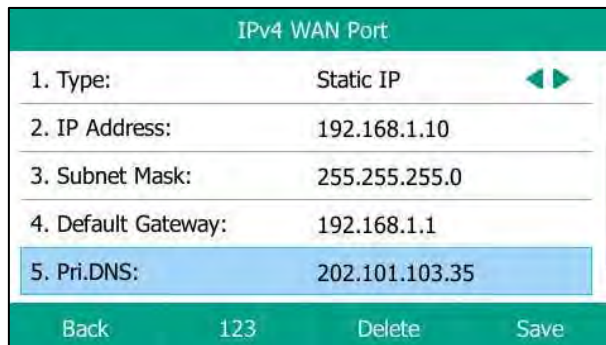 IPv4 WAN Port
1. Type: Static IP
2. IP Address: 192.168.1.10
3. Subnet Mask: 255.255.255.0
4. Default Gateway: 192.168.1.1
5. Pri.DNS: 202.101.103.35
Back 123 Delete Save